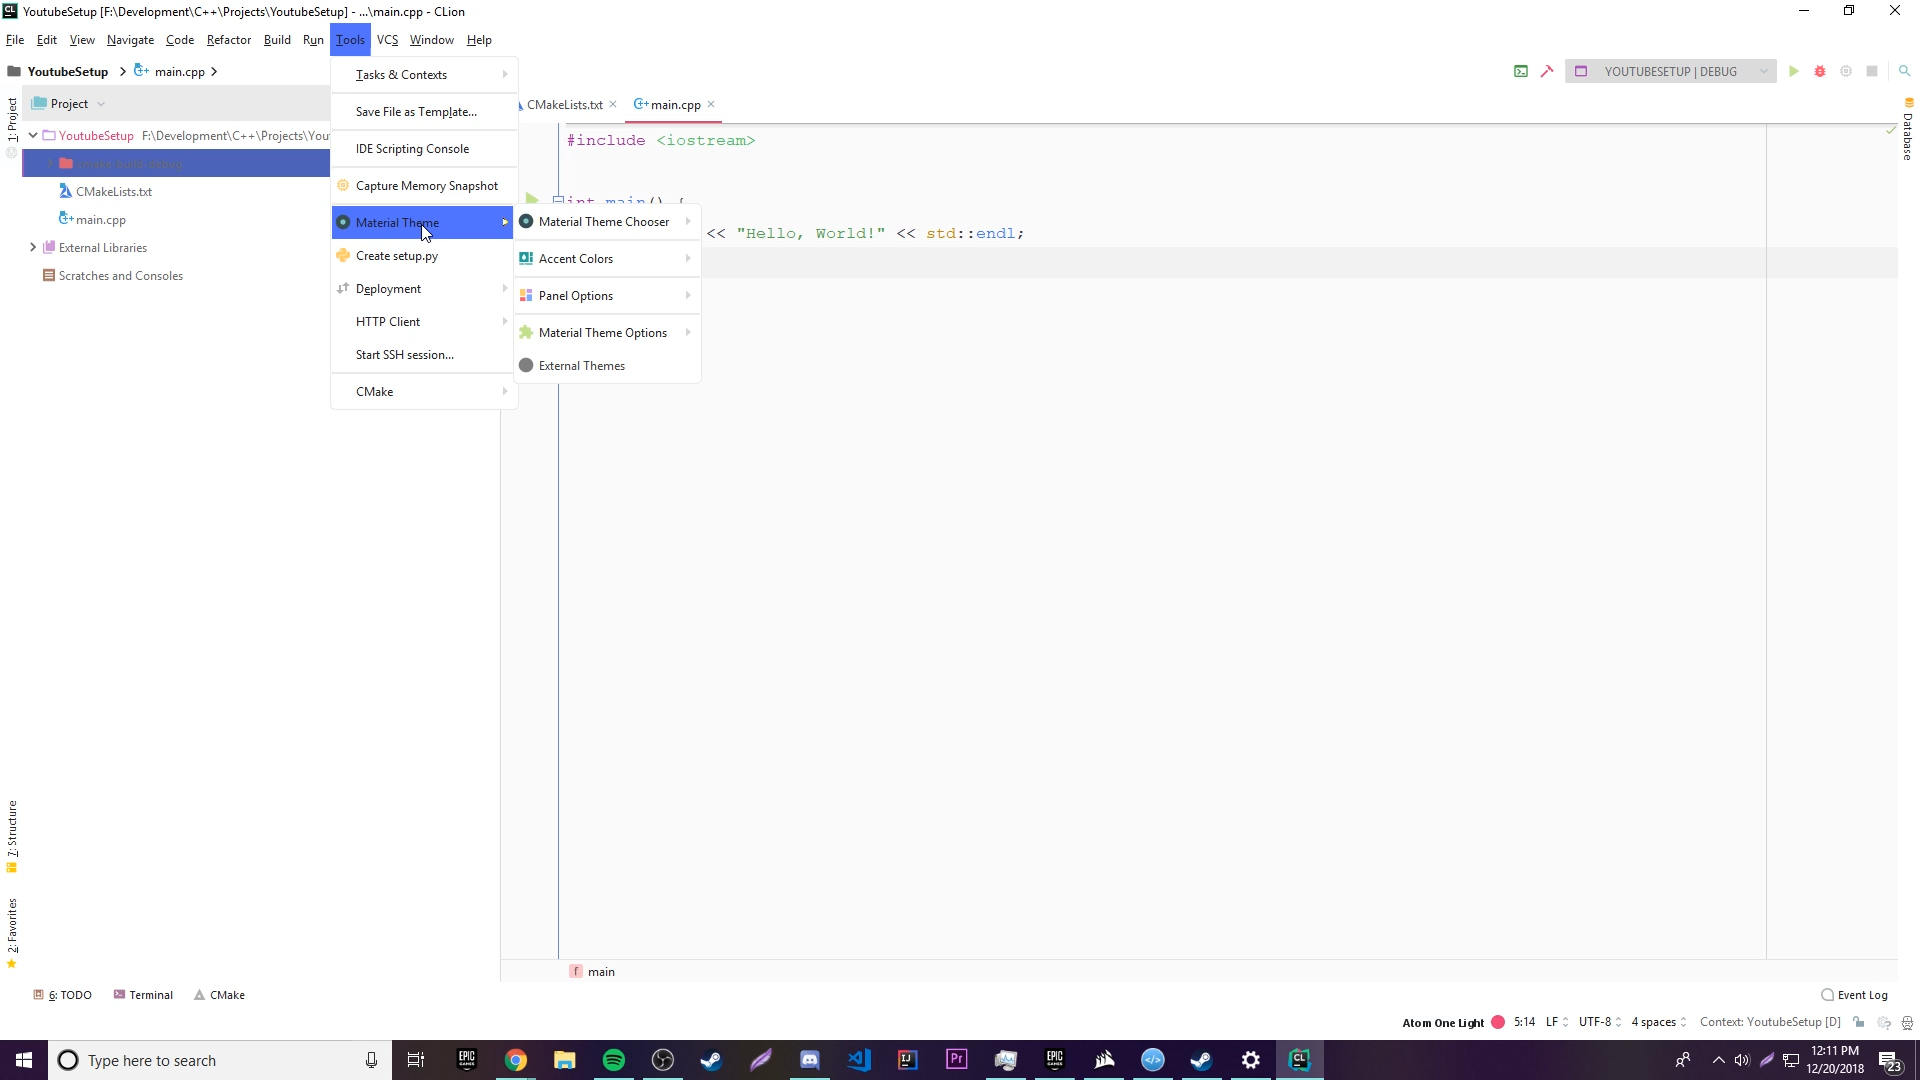 YoutubeSetup [F:\Development\C++\Projects\YoutubeSetup] - ...\main.cpp - CLion
File Edit View Navigate Code Refactor Build Run Tools VCS Window Help
YoutubeSetup main.cpp
YOUTUBESETUP | DEBUG
1: Project
Project
YoutubeSetup F:\Development\C++\Projects\You
cmake-build-debug
CMakeLists.txt
main.cpp
External Libraries
Scratches and Consoles
Tasks & Contexts
Save File as Template...
IDE Scripting Console
Capture Memory Snapshot
Material Theme
Create setup.py
Deployment
HTTP Client
Start SSH session...
CMake
Material Theme Chooser
Accent Colors
Panel Options
Material Theme Options
External Themes
CMakeLists.txt main.cpp
#include <iostream>
int main() {
<< "Hello, World!" << std::endl;
Database
7: Structure
2: Favorites
main
6: TODO Terminal CMake
Event Log
Atom One Light 5:14 LF UTF-8 4 spaces Context: YoutubeSetup [D]
Type here to search
12:11 PM
12/20/2018
23